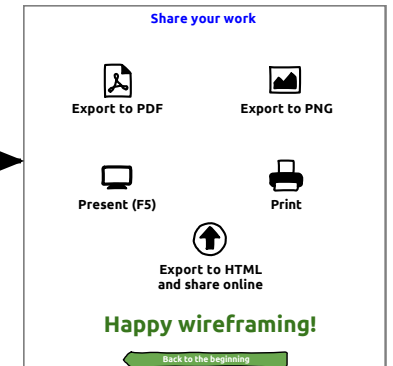 Share your work
Export to PDF
Export to PNG
Present (F5)
Print
Export to HTML
and share online
Happy wireframing!
Back to the beginning